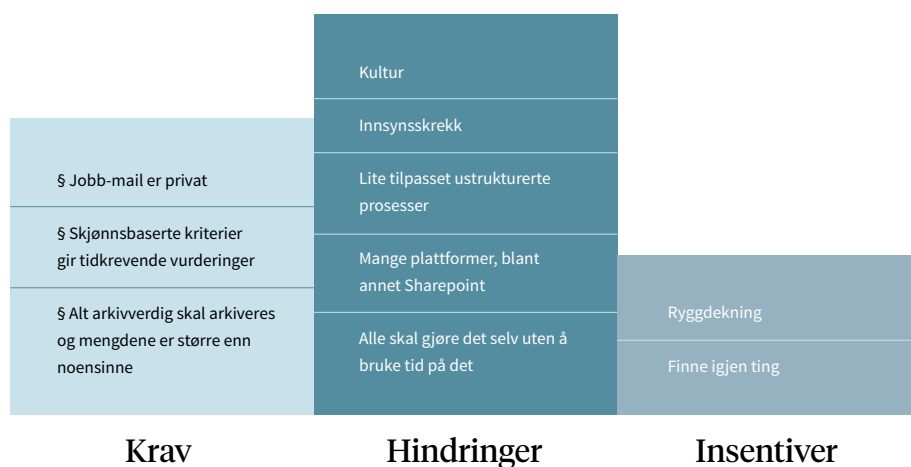 § Jobb-mail er privat
§ Skjønnsbaserte kriterier
gir tidkrevende vurderinger
§ Alt arkivverdig skal arkiveres
og mengdene er større enn
noensinne
Krav
Kultur
Innsynsskrekk
Lite tilpasset ustrukturerte
prosesser
Mange plattformer, blant
annet Sharepoint
Alle skal gjøre det selv uten å
bruke tid på det
Hindringer
Ryggdekning
Finne igjen ting
Insentiver